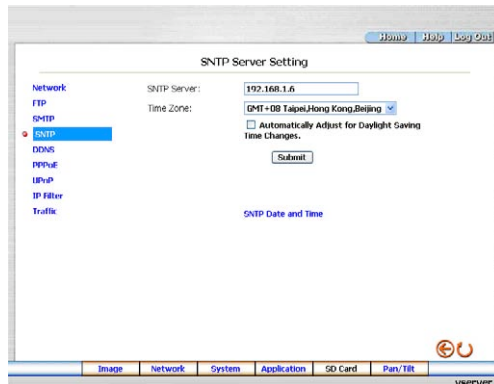 Home Help Log Out
SNTP Server Setting
Network
FTP
SMTP
SNTP
DDNS
PPPoE
UPnP
IP Filter
Traffic
SNTP Server: 192.168.1.6
Time Zone: GMT+08 Taipei,Hong Kong,Beijing
Automatically Adjust for Daylight Saving
Time Changes.
Submit
SNTP Date and Time
Image Network System Application SD Card Pan/Tilt
vserver